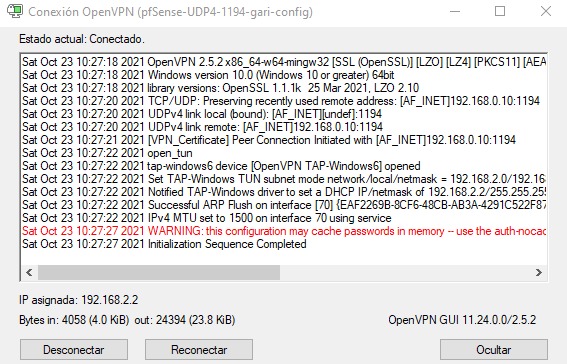 Conexión OpenVPN (pfSense-UDP4-1194-gari-config)
Estado actual: Conectado.
Sat Oct 23 10:27:18 2021 OpenVPN 2.5.2 x86_64-w64-mingw32 [SSL (OpenSSL)] [LZO] [LZ4] [PKCS11] [AEA
Sat Oct 23 10:27:18 2021 Windows version 10.0 (Windows 10 or greater) 64bit
Sat Oct 23 10:27:18 2021 library versions: OpenSSL 1.1.1k  25 Mar 2021, LZO 2.10
Sat Oct 23 10:27:20 2021 TCP/UDP: Preserving recently used remote address: [AF_INET]192.168.0.10:1194
Sat Oct 23 10:27:20 2021 UDPv4 link local (bound): [AF_INET][undef]:1194
Sat Oct 23 10:27:20 2021 UDPv4 link remote: [AF_INET]192.168.0.10:1194
Sat Oct 23 10:27:21 2021 [VPN_Certificate] Peer Connection Initiated with [AF_INET]192.168.0.10:1194
Sat Oct 23 10:27:22 2021 open_tun
Sat Oct 23 10:27:22 2021 tap-windows6 device [OpenVPN TAP-Windows6] opened
Sat Oct 23 10:27:22 2021 Set TAP-Windows TUN subnet mode network/local/netmask = 192.168.2.0/192.16
Sat Oct 23 10:27:22 2021 Notified TAP-Windows driver to set a DHCP IP/netmask of 192.168.2.2/255.255.255
Sat Oct 23 10:27:22 2021 Successful ARP Flush on interface [70] {EAF2269B-8CF6-48CB-AB3A-4291C522F87
Sat Oct 23 10:27:22 2021 IPv4 MTU set to 1500 on interface 70 using service
Sat Oct 23 10:27:27 2021 WARNING: this configuration may cache passwords in memory -- use the auth-nocac
Sat Oct 23 10:27:27 2021 Initialization Sequence Completed
IP asignada: 192.168.2.2
Bytes in: 4058 (4.0 KiB)  out: 24394 (23.8 KiB)
OpenVPN GUI 11.24.0.0/2.5.2
Desconectar
Reconectar
Ocultar